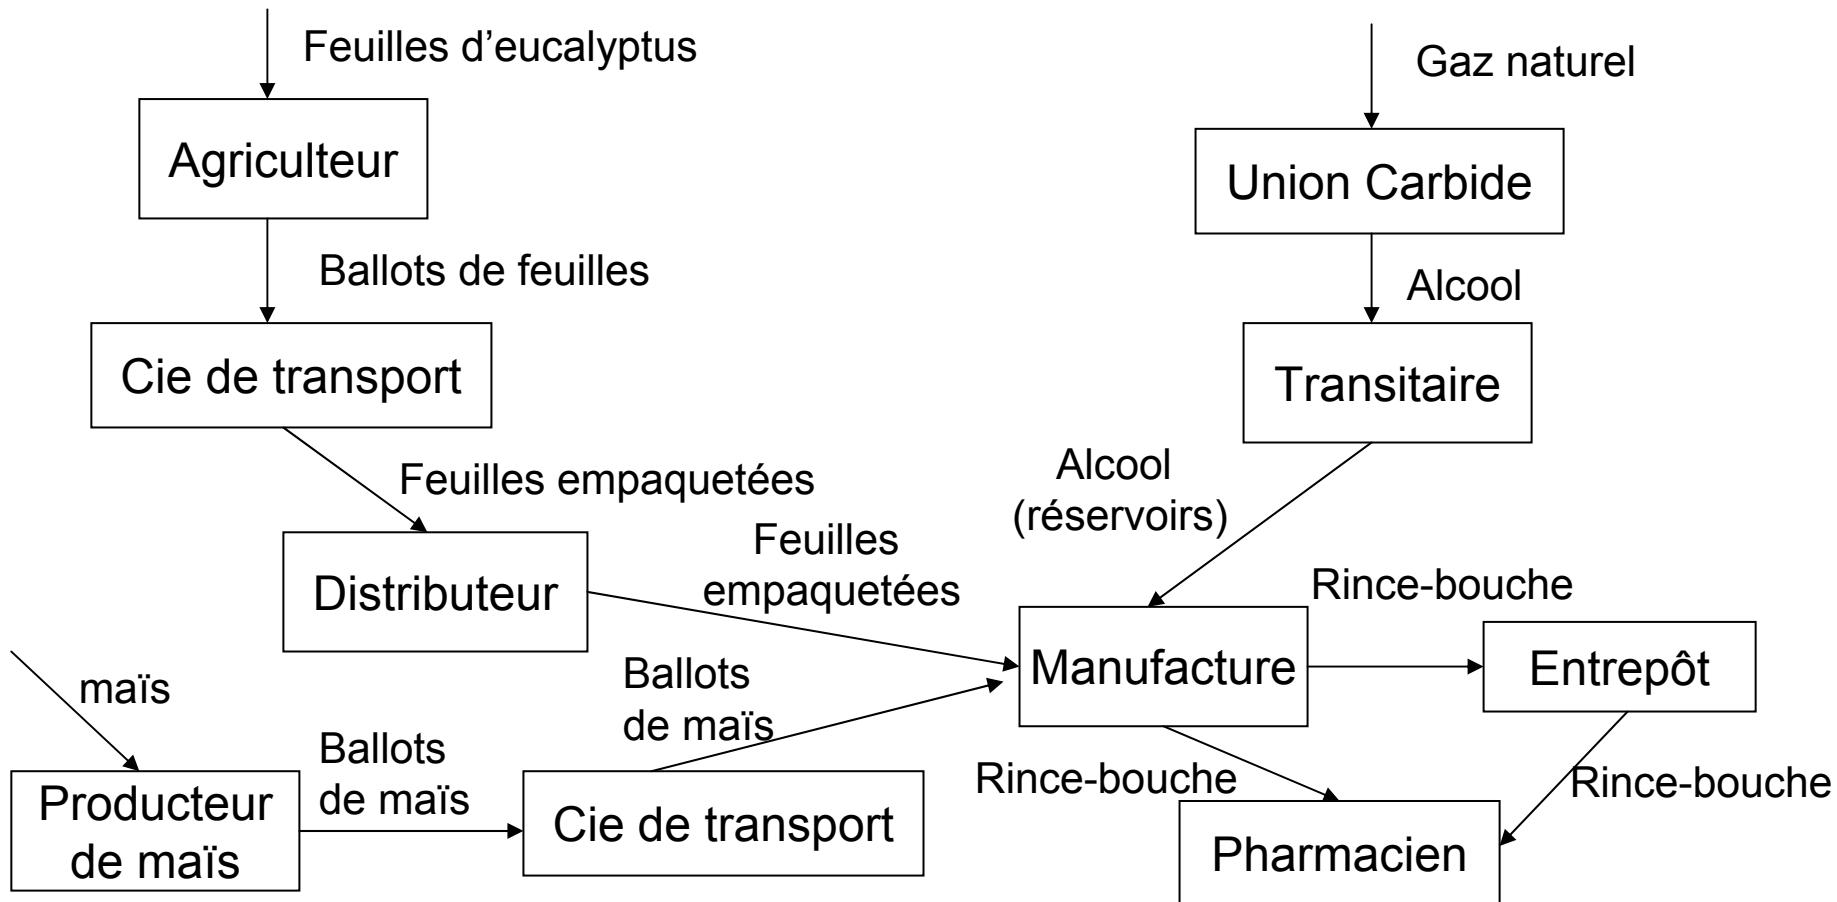 Feuilles d’eucalyptus
Gaz naturel
Agriculteur
Union Carbide
Ballots de feuilles
Alcool
Cie de transport
Transitaire
Feuilles empaquetées
Alcool
(réservoirs)
Feuilles
empaquetées
Distributeur
Rince-bouche
Manufacture
Entrepôt
maïs
Ballots
de maïs
Ballots
de maïs
Rince-bouche
Rince-bouche
Producteur
de maïs
Cie de transport
Pharmacien